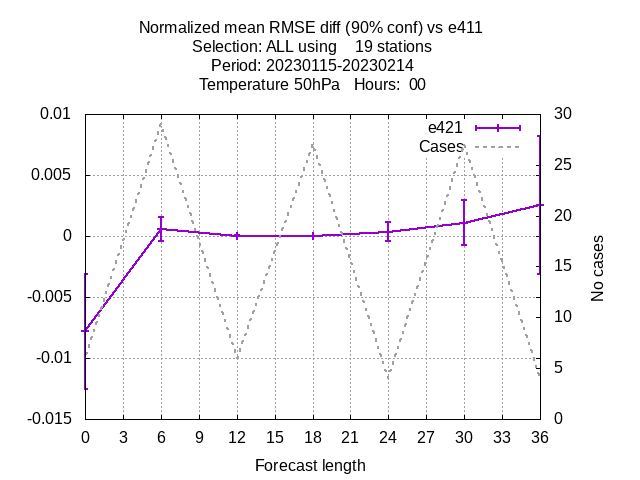 Normalized mean RMSE diff (90% conf) vs e411
Selection: ALL using    19 stations
Period: 20230115-20230214
Temperature 50hPa   Hours:  00
0.01
0.005
0
-0.005
-0.01
-0.015
30
25
20
15
10
5
0
e421
Cases
No cases
0 3 6 9 12 15 18 21 24 27 30 33 36
Forecast length